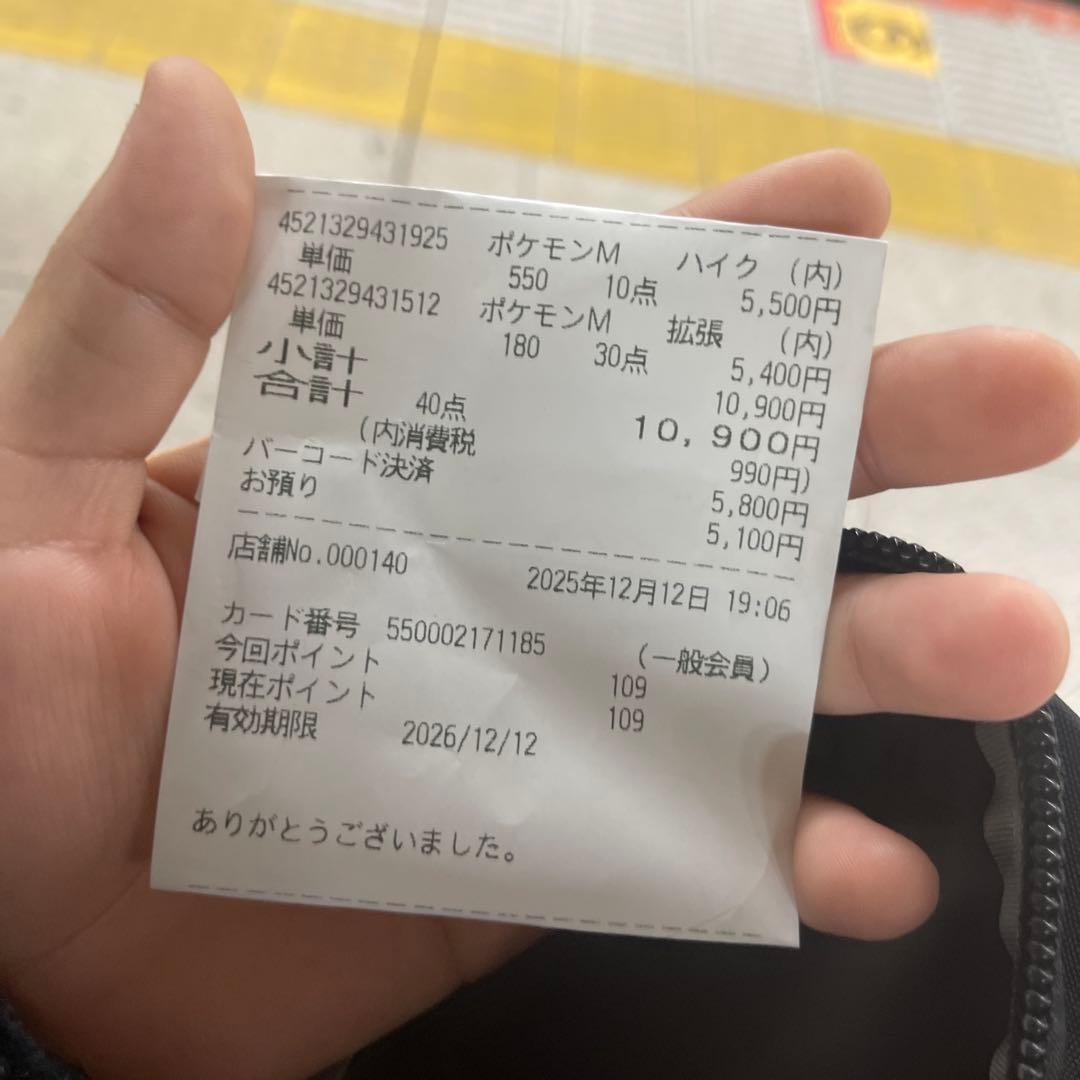 4521329431925 ポケモンM ハイク (内)
単価 550 10点 5,500円
4521329431512 ポケモンM 拡張 (内)
単価 180 30点 5,400円
小計 10,900円
合計 40点 10,900円
(内消費税 990円)
バーコード決済 5,800円
お預り 5,100円
店舗No.000140 2025年12月12日 19:06
カード番号 550002171185 (一般会員)
今回ポイント 109
現在ポイント 109
有効期限 2026/12/12
ありがとうございました。